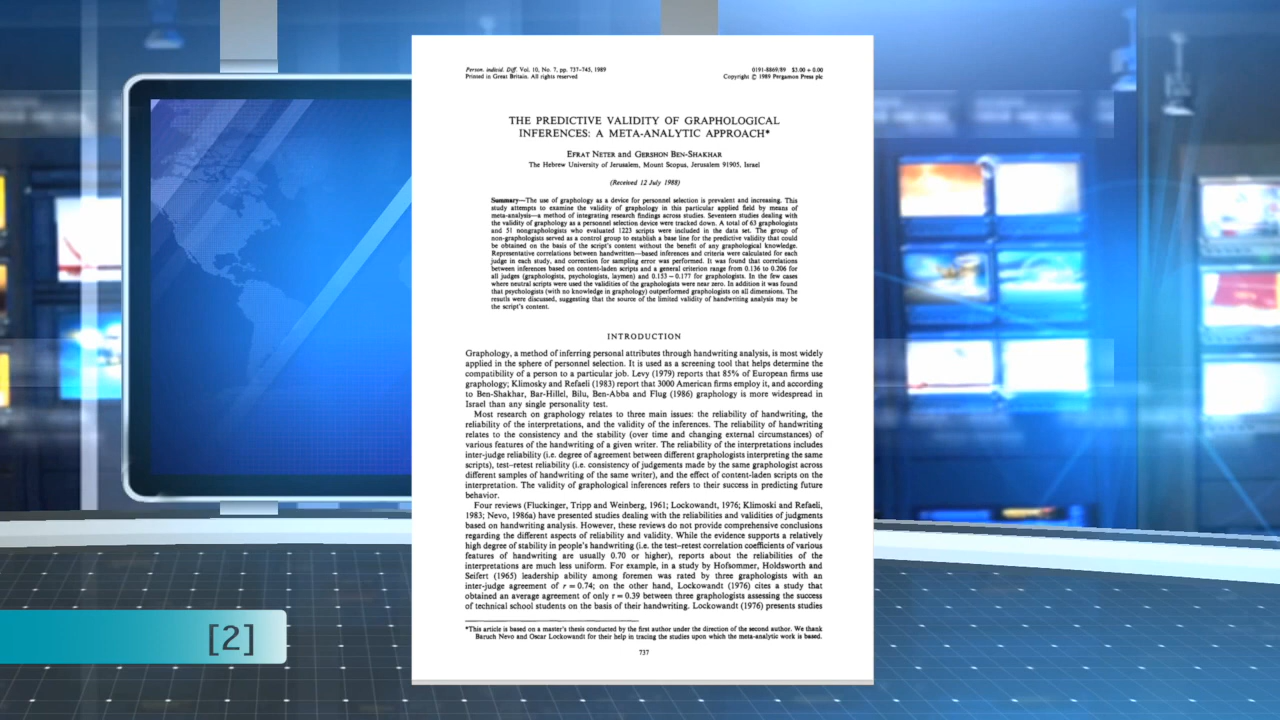 Person. individ. Diff. Vol. 10, No. 7, pp. 737-745, 1989
Printed in Great Britain. All rights reserved
0191-8869/89 $3.00 + 0.00
Copyright © 1989 Pergamon Press plc
THE PREDICTIVE VALIDITY OF GRAPHOLOGICAL
INFERENCES: A META-ANALYTIC APPROACH*
EFRAT NETER and GERSHON BEN-SHAKHAR
The Hebrew University of Jerusalem, Mount Scopus, Jerusalem 91905, Israel
(Received 12 July 1988)
Summary—The use of graphology as a device for personnel selection is prevalent and increasing. This
study attempts to examine the validity of graphology in this particular applied field by means of
meta-analysis—a method of integrating research findings across studies. Seventeen studies dealing with
the validity of graphology as a personnel selection device were tracked down. A total of 63 graphologists
and 51 nongraphologists who evaluated 1223 scripts were included in the data set. The group of
non-graphologists served as a control group to establish a base line for the predictive validity that could
be obtained on the basis of the script's content without the benefit of any graphological knowledge.
Representative correlations between handwritten—based inferences and criteria were calculated for each
judge in each study, and correction for sampling error was performed. It was found that correlations
between inferences based on content-laden scripts and a general criterion range from 0.136 to 0.206 for
all judges (graphologists, psychologists, laymen) and 0.153–0.177 for graphologists. In the few cases
where neutral scripts were used the validities of the graphologists were near zero. In addition it was found
that psychologists (with no knowledge in graphology) outperformed graphologists on all dimensions. The
results were discussed, suggesting that the source of the limited validity of handwriting analysis may be
the script's content.
INTRODUCTION
Graphology, a method of inferring personal attributes through handwriting analysis, is most widely
applied in the sphere of personnel selection. It is used as a screening tool that helps determine the
compatibility of a person to a particular job. Levy (1979) reports that 85% of European firms use
graphology; Klimosky and Refaeli (1983) report that 3000 American firms employ it, and according
to Ben-Shakhar, Bar-Hillel, Bilu, Ben-Abba and Flug (1986) graphology is more widespread in
Israel than any single personality test.
Most research on graphology relates to three main issues: the reliability of handwriting, the
reliability of the interpretations, and the validity of the inferences. The reliability of handwriting
relates to the consistency and the stability (over time and changing external circumstances) of
various features of the handwriting of a given writer. The reliability of the interpretations includes
inter-judge reliability (i.e. degree of agreement between different graphologists interpreting the same
scripts), test–retest reliability (i.e. consistency of judgements made by the same graphologist across
different samples of handwriting of the same writer), and the effect of content-laden scripts on the
interpretation. The validity of graphological inferences refers to their success in predicting future
behavior.
Four reviews (Fluckinger, Tripp and Weinberg, 1961; Lockowandt, 1976; Klimoski and Refaeli,
1983; Nevo, 1986a) have presented studies dealing with the reliabilities and validities of judgments
based on handwriting analysis. However, these reviews do not provide comprehensive conclusions
regarding the different aspects of reliability and validity. While the evidence supports a relatively
high degree of stability in people's handwriting (i.e. the test–retest correlation coefficients of various
features of handwriting are usually 0.70 or higher), reports about the reliabilities of the
interpretations are much less uniform. For example, in a study by Hofsommer, Holdsworth and
Seifert (1965) leadership ability among foremen was rated by three graphologists with an
inter-judge agreement of r = 0.74; on the other hand, Lockowandt (1976) cites a study that
obtained an average agreement of only r = 0.39 between three graphologists assessing the success
of technical school students on the basis of their handwriting. Lockowandt (1976) presents studies
*This article is based on a master's thesis conducted by the first author under the direction of the second author. We thank
Baruch Nevo and Oscar Lockowandt for their help in tracing the studies upon which the meta-analytic work is based.
737
[2]